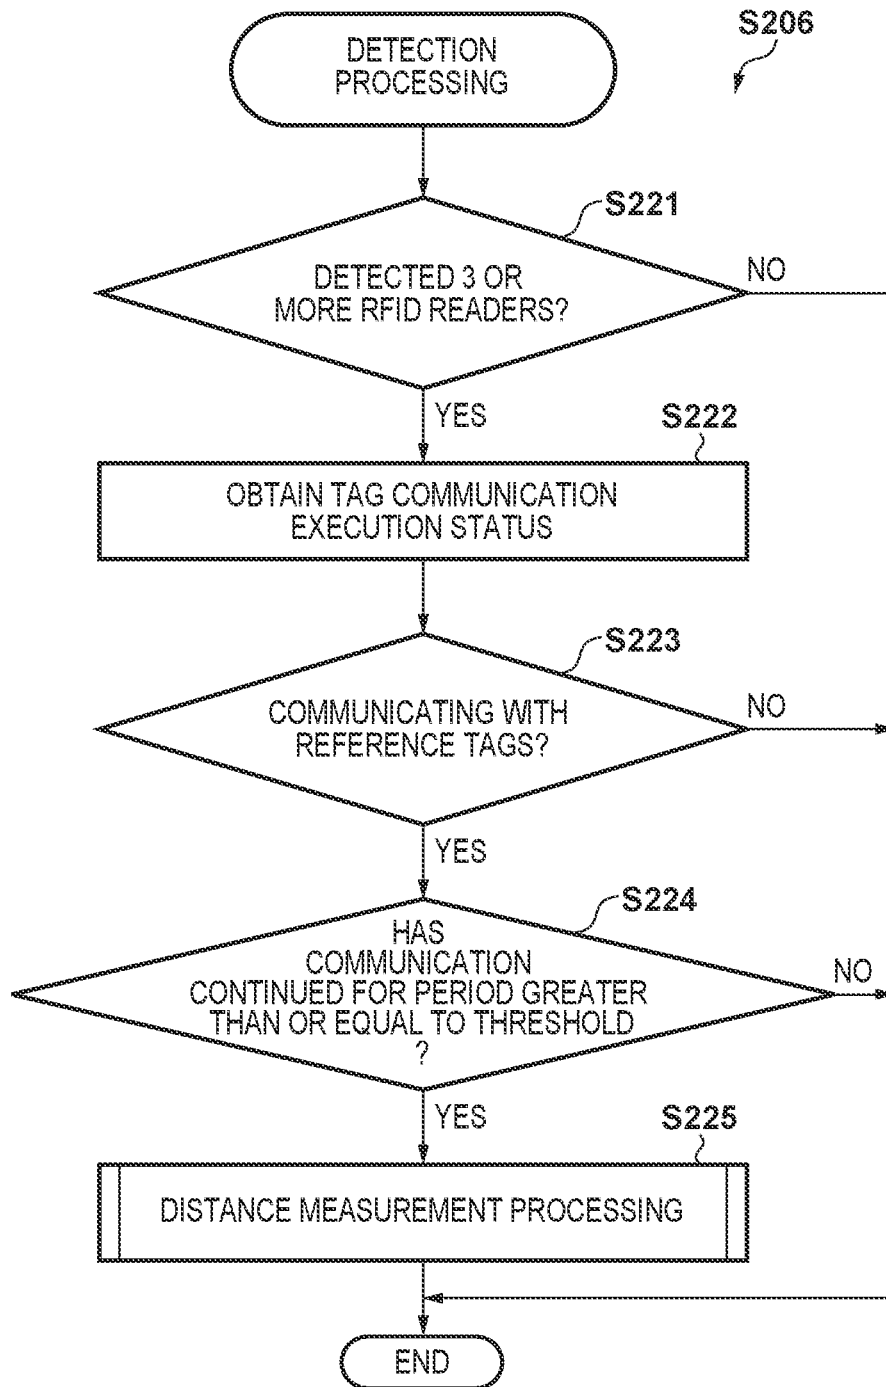 S206
DETECTION
PROCESSING
S221
DETECTED 3 OR
MORE RFID READERS?
NO
YES
S222
OBTAIN TAG COMMUNICATION
EXECUTION STATUS
S223
COMMUNICATING WITH
REFERENCE TAGS?
NO
YES
S224
HAS
COMMUNICATION
CONTINUED FOR PERIOD GREATER
THAN OR EQUAL TO THRESHOLD
?
NO
YES
S225
DISTANCE MEASUREMENT PROCESSING
END